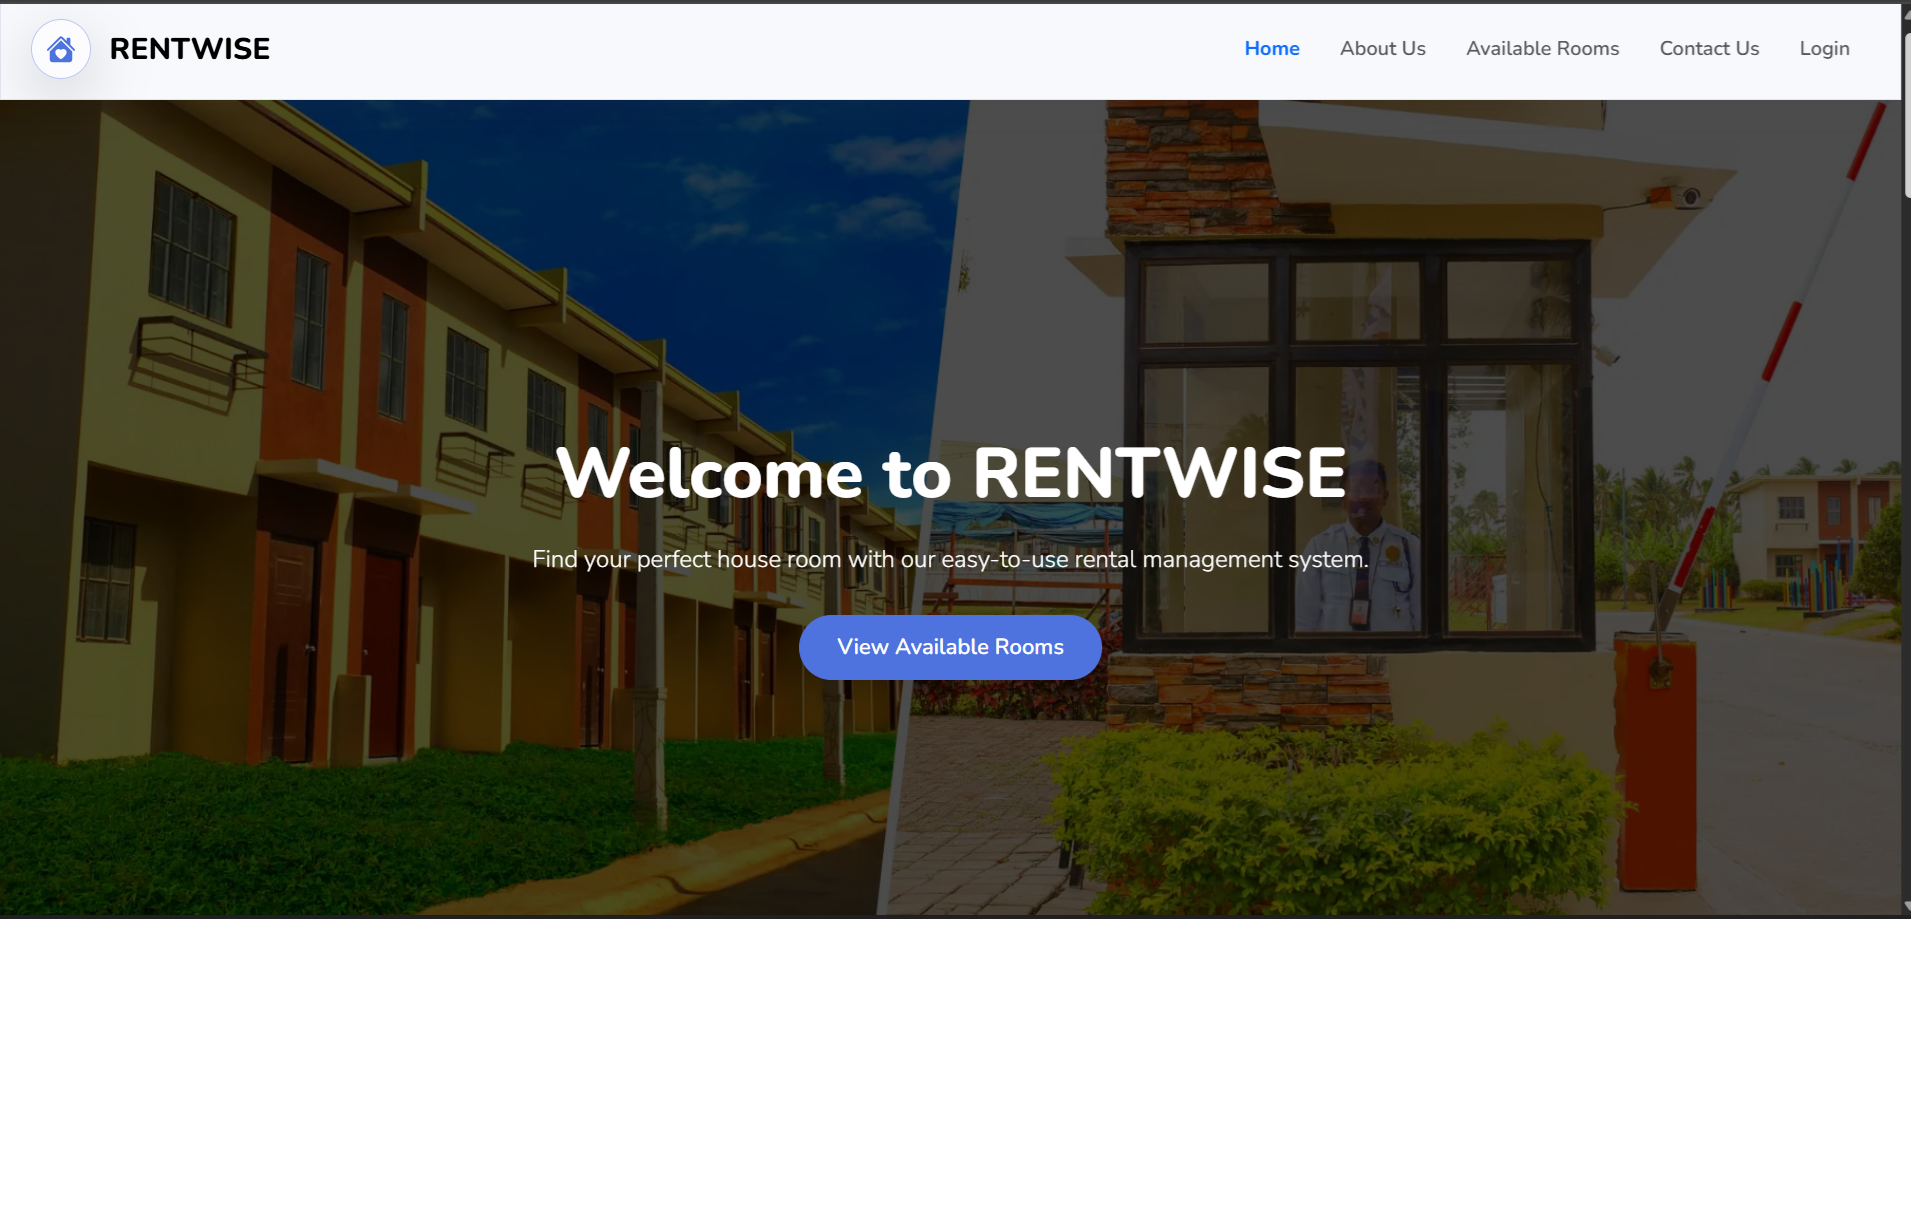 RENTWISE
Home
About Us
Available Rooms
Contact Us
Login
Welcome to RENTWISE
Find your perfect house room with our easy-to-use rental management system.
View Available Rooms